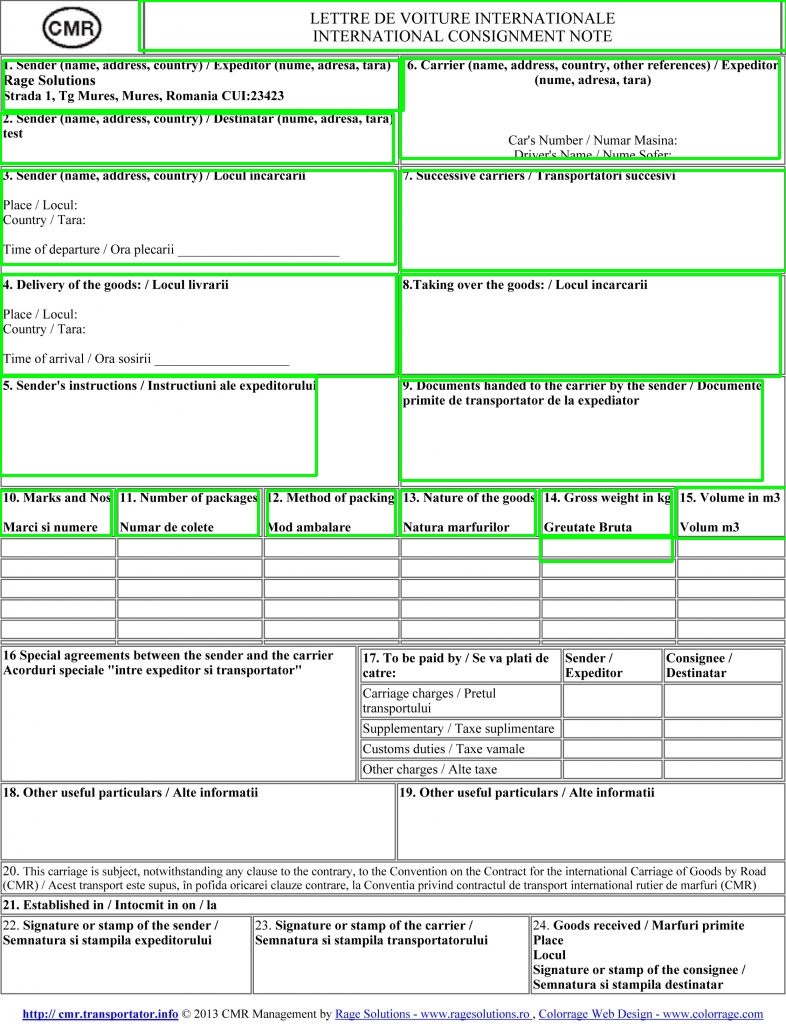 CMR
LETTRE DE VOITURE INTERNATIONALE
INTERNATIONAL CONSIGNMENT NOTE
1. Sender (name, address, country) / Expeditor (nume, adresa, tara)
Rage Solutions
Strada 1, Tg Mures, Mures, Romania CUI:23423
6. Carrier (name, address, country, other references) / Expeditor
(nume, adresa, tara)
Car's Number / Numar Masina:
Driver's Name / Nume Sofer:
2. Sender (name, address, country) / Destinatar (nume, adresa, tara)
test
3. Sender (name, address, country) / Locul incarcarii
Place / Locul:
Country / Tara:
Time of departure / Ora plecarii ________________________
7. Successive carriers / Transportatori succesivi
4. Delivery of the goods: / Locul livrarii
Place / Locul:
Country / Tara:
Time of arrival / Ora sosirii ____________________
8.Taking over the goods: / Locul incarcarii
5. Sender's instructions / Instructiuni ale expeditorului
9. Documents handed to the carrier by the sender / Documente
primite de transportator de la expediator
10. Marks and Nos
Marci si numere
11. Number of packages
Numar de colete
12. Method of packing
Mod ambalare
13. Nature of the goods
Natura marfurilor
14. Gross weight in kg
Greutate Bruta
15. Volume in m3
Volum m3
16 Special agreements between the sender and the carrier
Acorduri speciale "intre expeditor si transportator"
17. To be paid by / Se va plati de
catre:
Sender /
Expeditor
Consignee /
Destinatar
Carriage charges / Pretul
transportului
Supplementary / Taxe suplimentare
Customs duties / Taxe vamale
Other charges / Alte taxe
18. Other useful particulars / Alte informatii
19. Other useful particulars / Alte informatii
20. This carriage is subject, notwithstanding any clause to the contrary, to the Convention on the Contract for the international Carriage of Goods by Road
(CMR) / Acest transport este supus, în pofida oricarei clauze contrare, la Conventia privind contractul de transport international rutier de marfuri (CMR)
21. Established in / Intocmit in on / la
22. Signature or stamp of the sender /
Semnatura si stampila expeditorului
23. Signature or stamp of the carrier /
Semnatura si stampila transportatorului
24. Goods received / Marfuri primite
Place
Locul
Signature or stamp of the consignee /
Semnatura si stampila destinatar
http:// cmr.transportator.info © 2013 CMR Management by Rage Solutions - www.ragesolutions.ro , Colorrage Web Design - www.colorrage.com